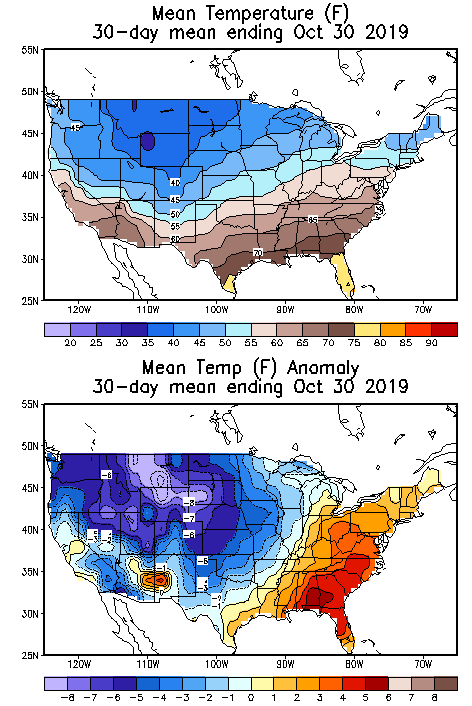 Mean Temperature (F)
30-day mean ending Oct 30 2019
55N
50N
45N
40N
35N
30N
25N
45
40
45
50
55
60
65
70
120W 110W 100W 90W 80W 70W
20 25 30 35 40 45 50 55 60 65 70 75 80 85 90
Mean Temp (F) Anomaly
30-day mean ending Oct 30 2019
55N
50N
45N
40N
35N
30N
25N
-6
-8
-7
-6
-5
-1
-1
120W 110W 100W 90W 80W 70W
-8 -7 -6 -5 -4 -3 -2 -1 0 1 2 3 4 5 6 7 8